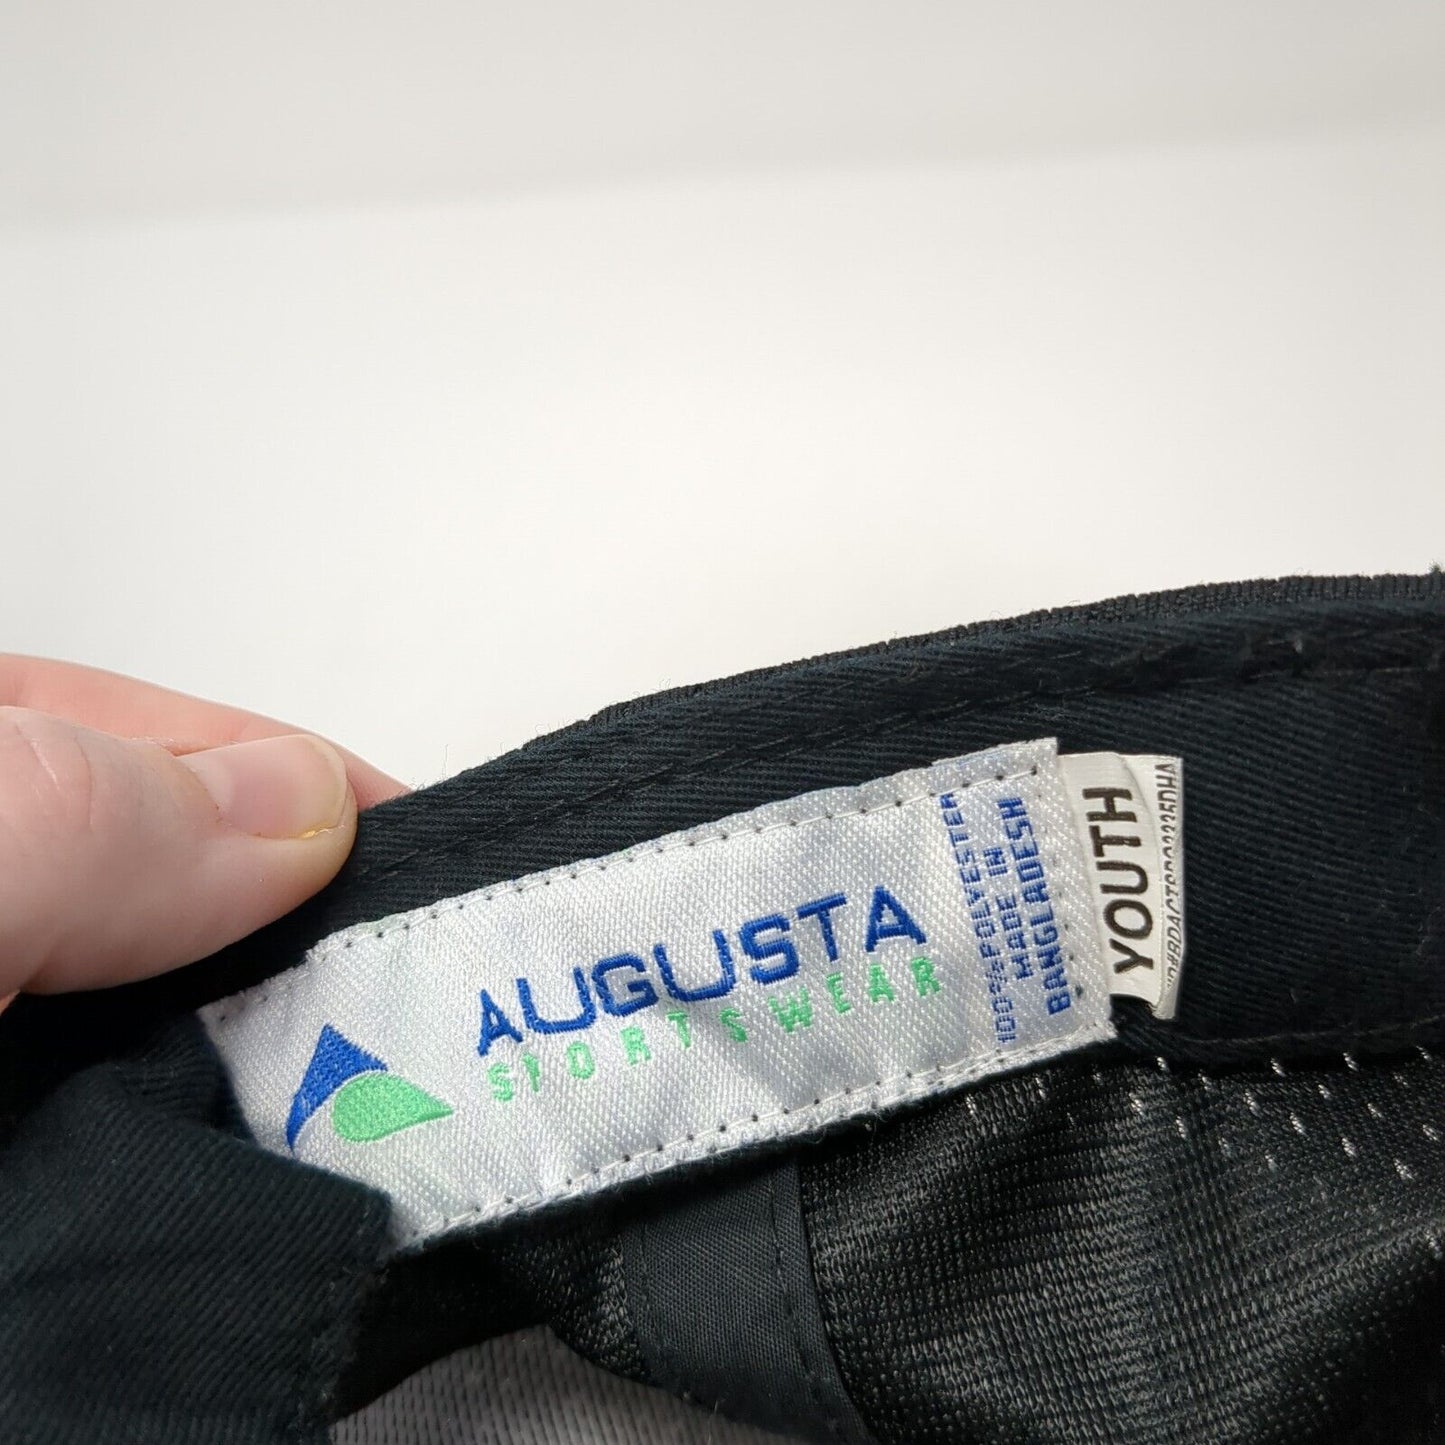 AUGUSTA
SPORTSWEAR
100% POLYESTER
MADE IN
BANGLADESH
YOUTH